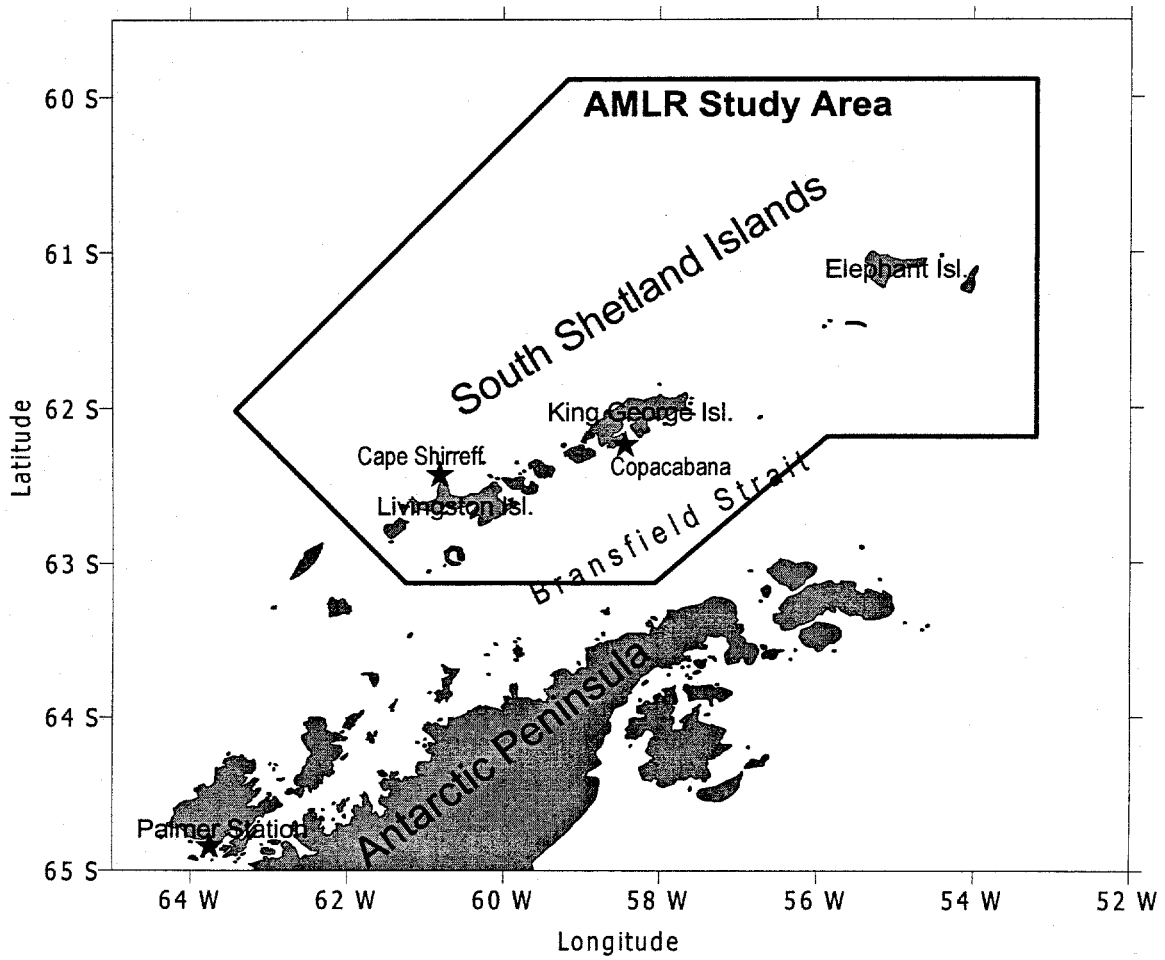 60 S
61 S
62 S
63 S
64 S
65 S
Latitude
AMLR Study Area
South Shetland Islands
Elephant Isl.
King George Isl.
Cape Shirreff
Copacabana
Livingston Isl.
Bransfield Strait
Antarctic Peninsula
Palmer Station
64 W
62 W
60 W
58 W
56 W
54 W
52 W
Longitude